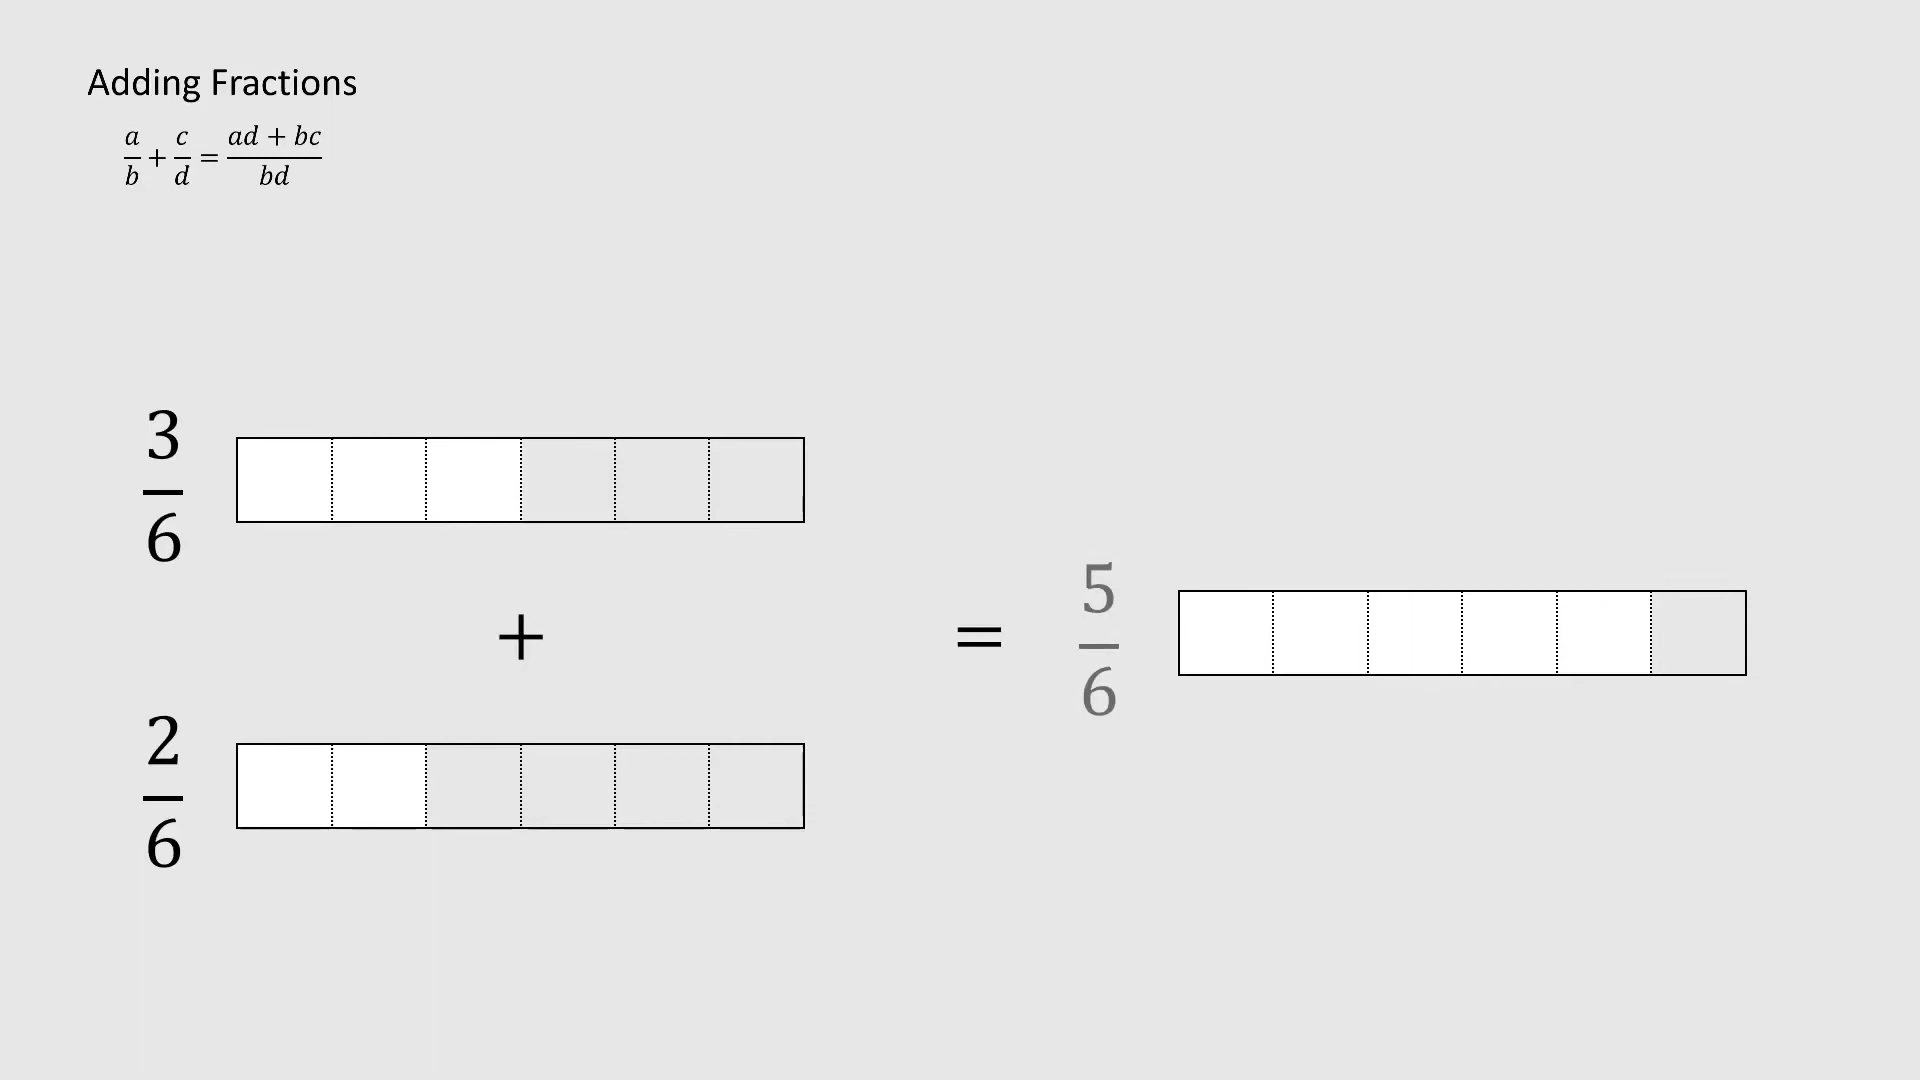 Adding Fractions
a/b + c/d = (ad + bc)/bd
3/6
+
2/6
= 5/6